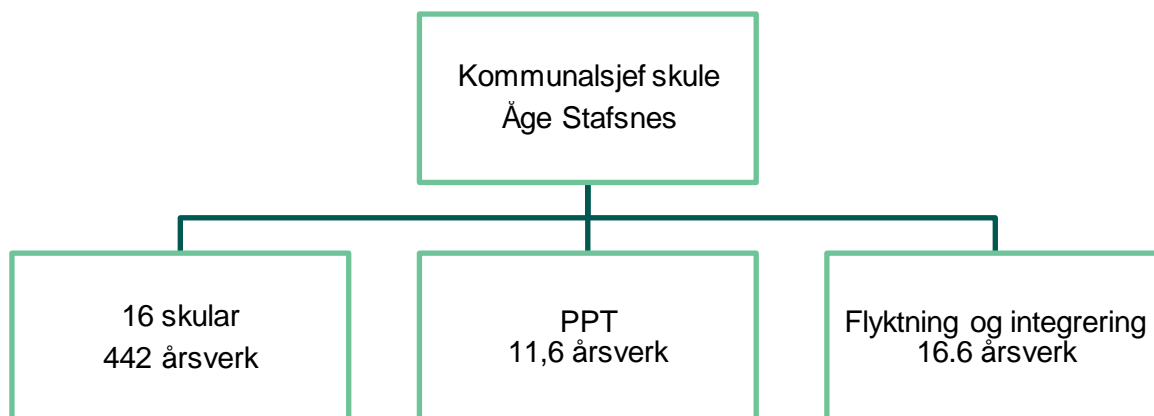 Kommunalsjef skule
Åge Stafsnes
16 skular
442 årsverk
PPT
11,6 årsverk
Flyktning og integrering
16.6 årsverk